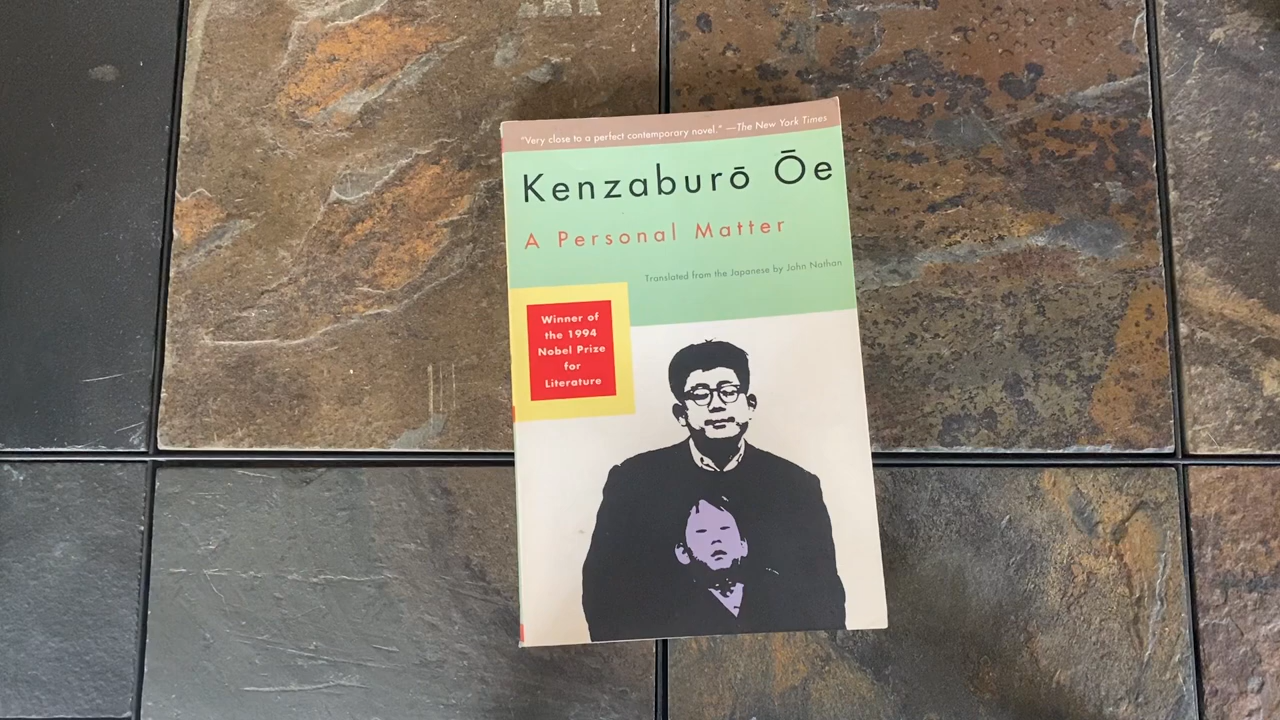 "Very close to a perfect contemporary novel." —The New York Times
Kenzaburō Ōe
A Personal Matter
Translated from the Japanese by John Nathan
Winner of
the 1994
Nobel Prize
for
Literature